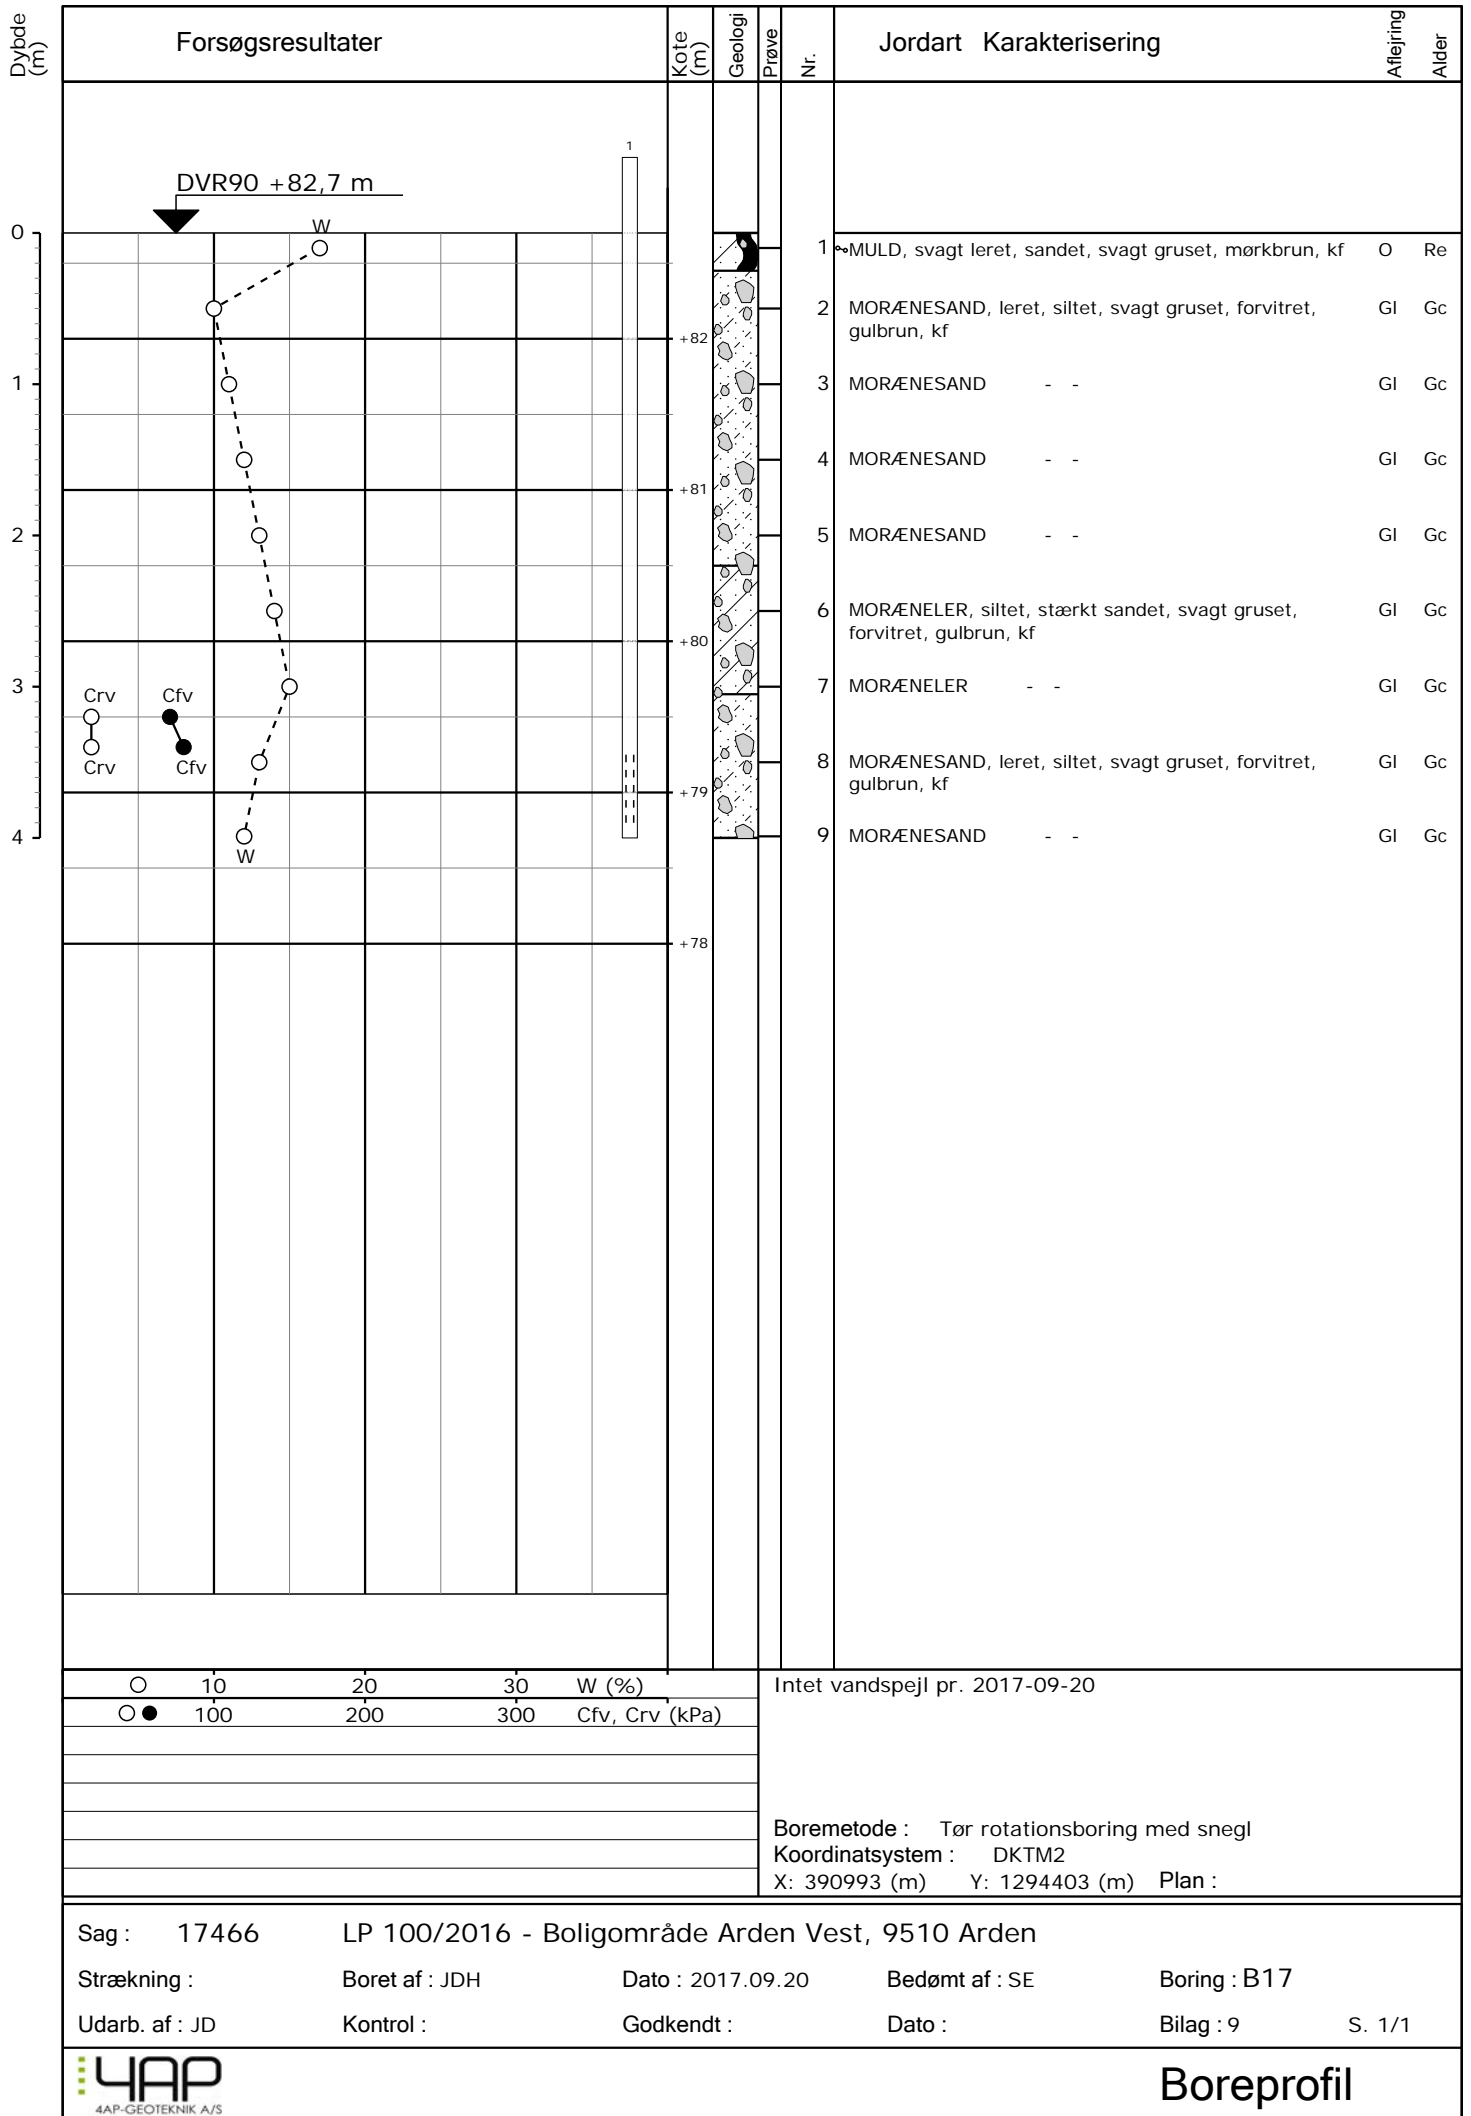 Dybde (m) Forsøgsresultater Kote (m) Geologi Prøve Nr. Jordart Karakterisering Aflejring Alder
1
DVR90 +82,7 m
W
0
1 MULD, svagt leret, sandet, svagt gruset, mørkbrun, kf O Re
2 MORÆNESAND, leret, siltet, svagt gruset, forvitret, Gl Gc
gulbrun, kf
+82
1 3 MORÆNESAND - - Gl Gc
4 MORÆNESAND - - Gl Gc
+81
2 5 MORÆNESAND - - Gl Gc
6 MORÆNELER, siltet, stærkt sandet, svagt gruset, Gl Gc
forvitret, gulbrun, kf
+80
3 7 MORÆNELER - - Gl Gc
Crv Cfv
Crv Cfv
8 MORÆNESAND, leret, siltet, svagt gruset, forvitret, Gl Gc
gulbrun, kf
+79
4 9 MORÆNESAND - - Gl Gc
W
+78
10 20 30 W (%)
100 200 300 Cfv, Crv (kPa)
Intet vandspejl pr. 2017-09-20
Boremetode : Tør rotationsboring med snegl
Koordinatsystem : DKTM2
X: 390993 (m) Y: 1294403 (m) Plan :
Sag : 17466 LP 100/2016 - Boligområde Arden Vest, 9510 Arden
Strækning : Boret af : JDH Dato : 2017.09.20 Bedømt af : SE Boring : B17
Udarb. af : JD Kontrol : Godkendt : Dato : Bilag : 9 S. 1/1
4AP
4AP-GEOTEKNIK A/S
Boreprofil